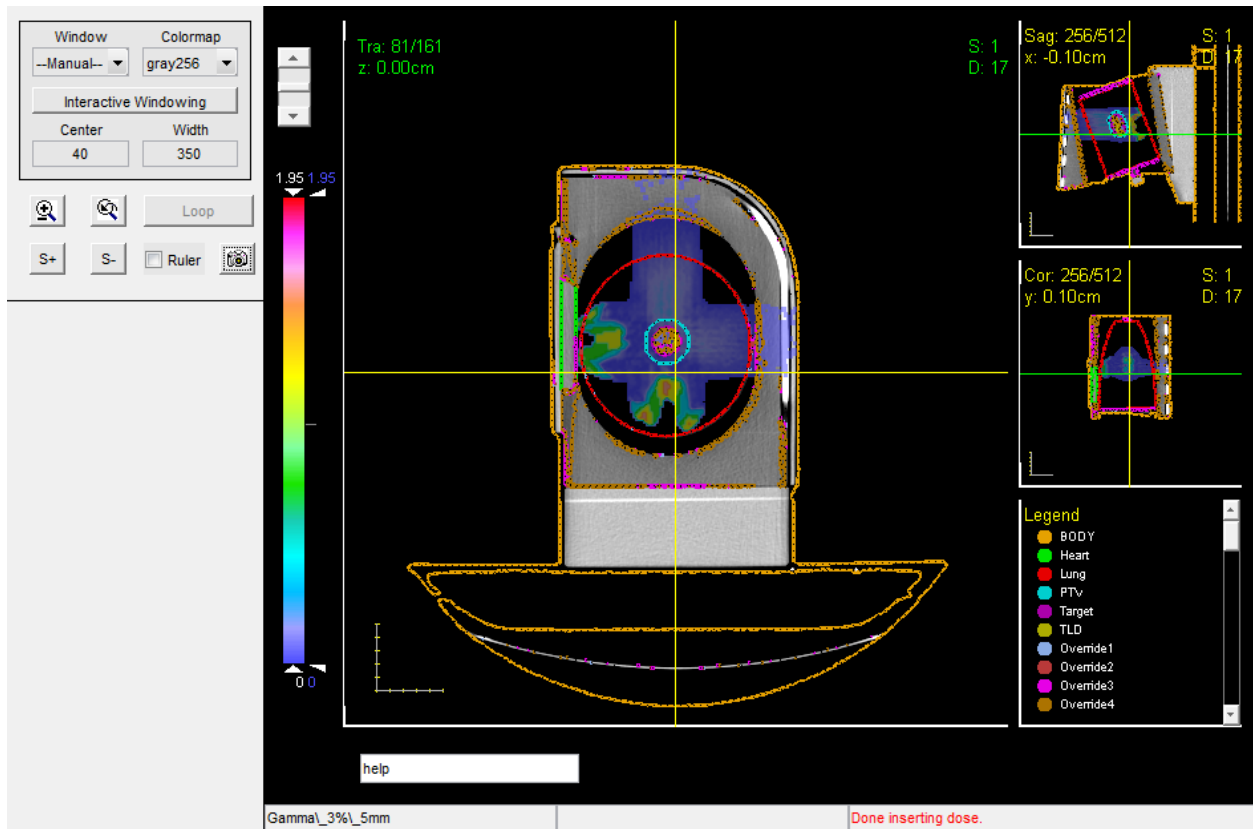 Window
Colormap
--Manual--
gray256
Interactive Windowing
Center
Width
40
350
Loop
S+
S-
Ruler
Tra: 81/161
z: 0.00cm
S: 1
D: 17
1.95 1.95
0 0
Sag: 256/512
x: -0.10cm
S: 1
D: 17
Cor: 256/512
y: 0.10cm
S: 1
D: 17
Legend
BODY
Heart
Lung
PTv
Target
TLD
Override1
Override2
Override3
Override4
help
Gamma\_3%\_5mm
Done inserting dose.